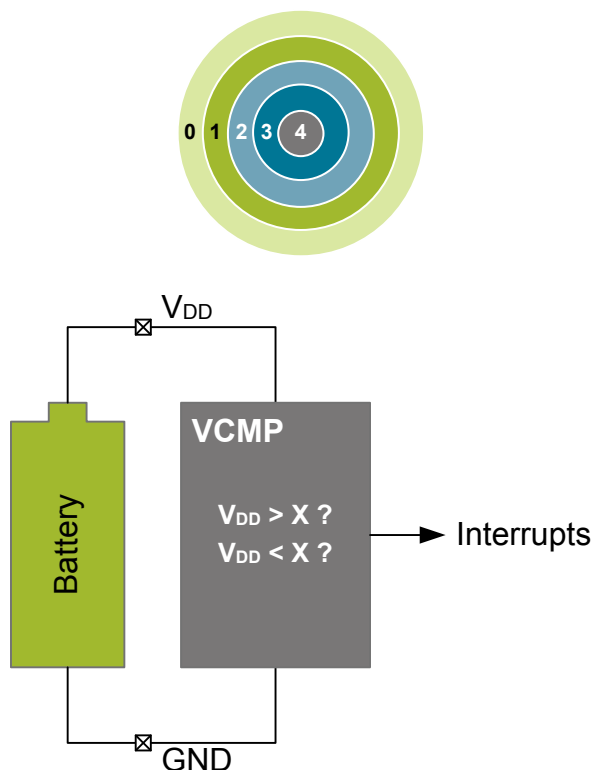 0 1 2 3 4
VDD
VCMP
VDD > X ?
VDD < X ?
Battery
Interrupts
GND